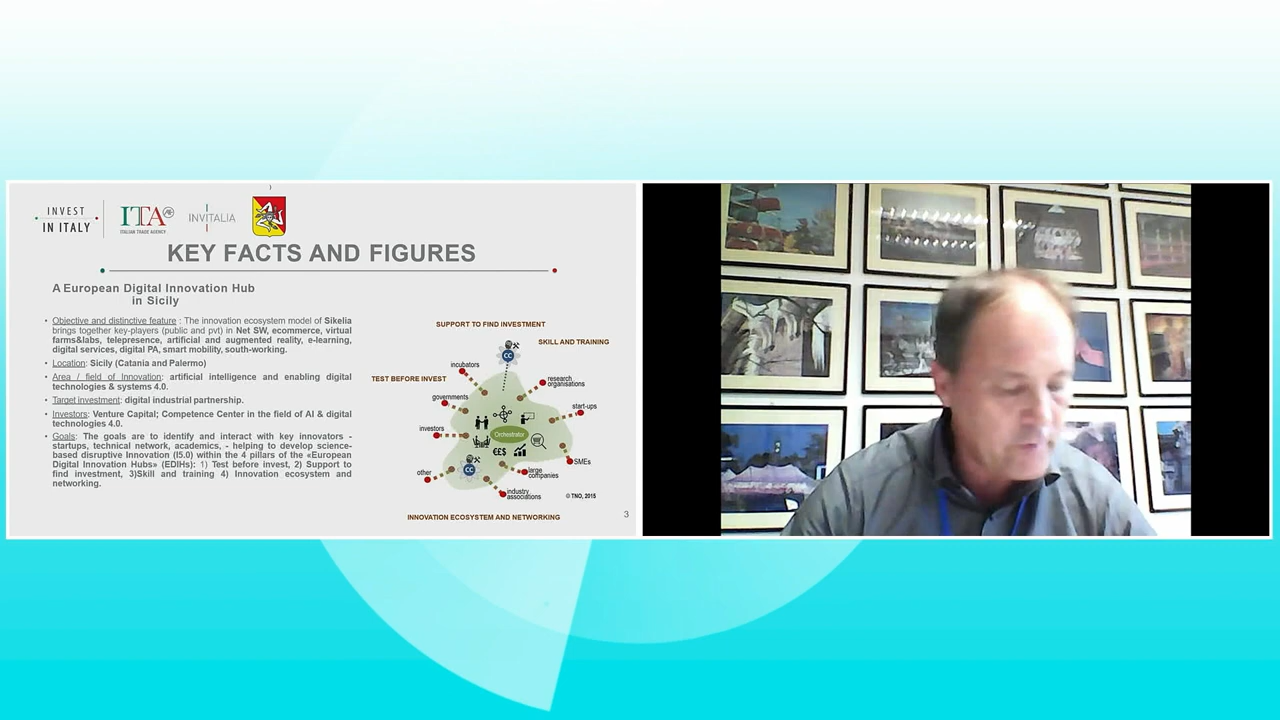 INVEST
IN ITALY
ITA
ITALIAN TRADE AGENCY
INVITALIA
KEY FACTS AND FIGURES
A European Digital Innovation Hub
in Sicily
• Objective and distinctive feature : The innovation ecosystem model of Sikelia
brings together key-players (public and pvt) in Net SW, ecommerce, virtual
farms&labs, telepresence, artificial and augmented reality, e-learning,
digital services, digital PA, smart mobility, south-working.
• Location: Sicily (Catania and Palermo)
• Area / field of Innovation: artificial intelligence and enabling digital
technologies & systems 4.0.
• Target investment: digital industrial partnership.
• Investors: Venture Capital; Competence Center in the field of AI & digital
technologies 4.0.
• Goals: The goals are to identify and interact with key innovators -
startups, technical network, academics, - helping to develop science-
based disruptive Innovation (I5.0) within the 4 pillars of the «European
Digital Innovation Hubs» (EDIHs): 1) Test before invest, 2) Support to
find investment, 3)Skill and training 4) Innovation ecosystem and
networking.
SUPPORT TO FIND INVESTMENT
SKILL AND TRAINING
CC
incubators
TEST BEFORE INVEST
research
organisations
governments
start-ups
investors
Orchestrator
€£$
SMEs
other
CC
large
companies
industry
associations
© TNO, 2015
INNOVATION ECOSYSTEM AND NETWORKING
3